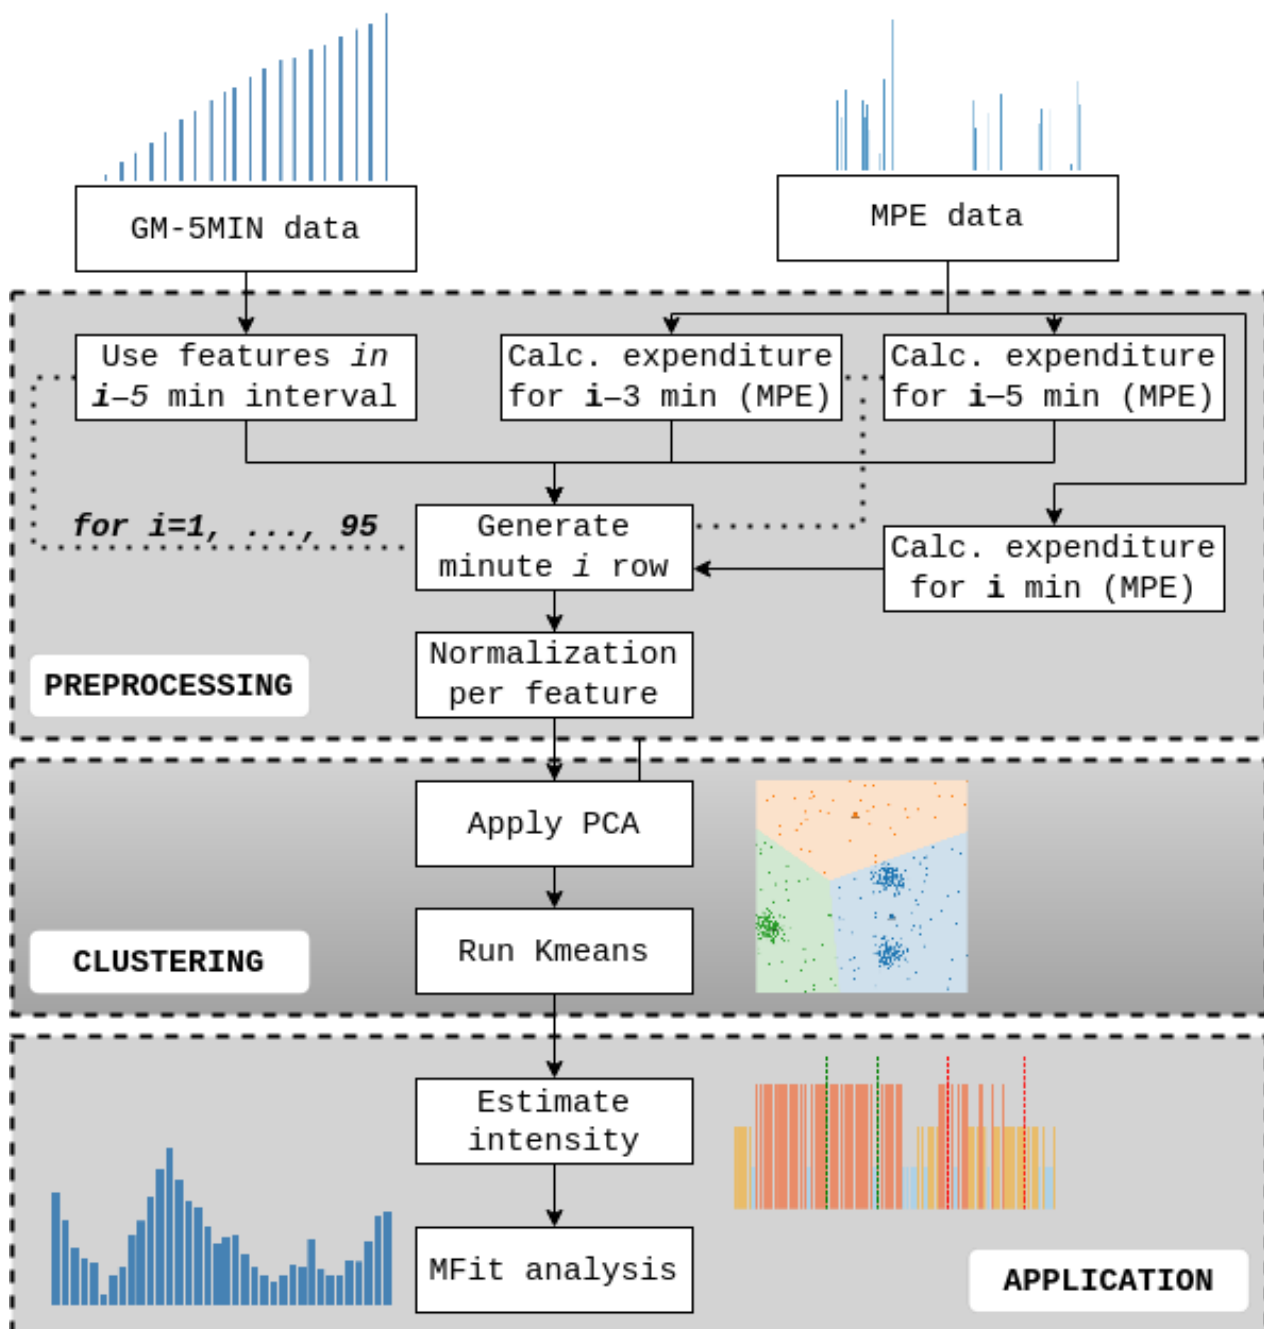 GM-5MIN data
MPE data
Use features in
i–5 min interval
Calc. expenditure
for i–3 min (MPE)
Calc. expenditure
for i–5 min (MPE)
for i=1, ..., 95
Generate
minute i row
Calc. expenditure
for i min (MPE)
Normalization
per feature
PREPROCESSING
Apply PCA
Run Kmeans
CLUSTERING
Estimate
intensity
MFit analysis
APPLICATION